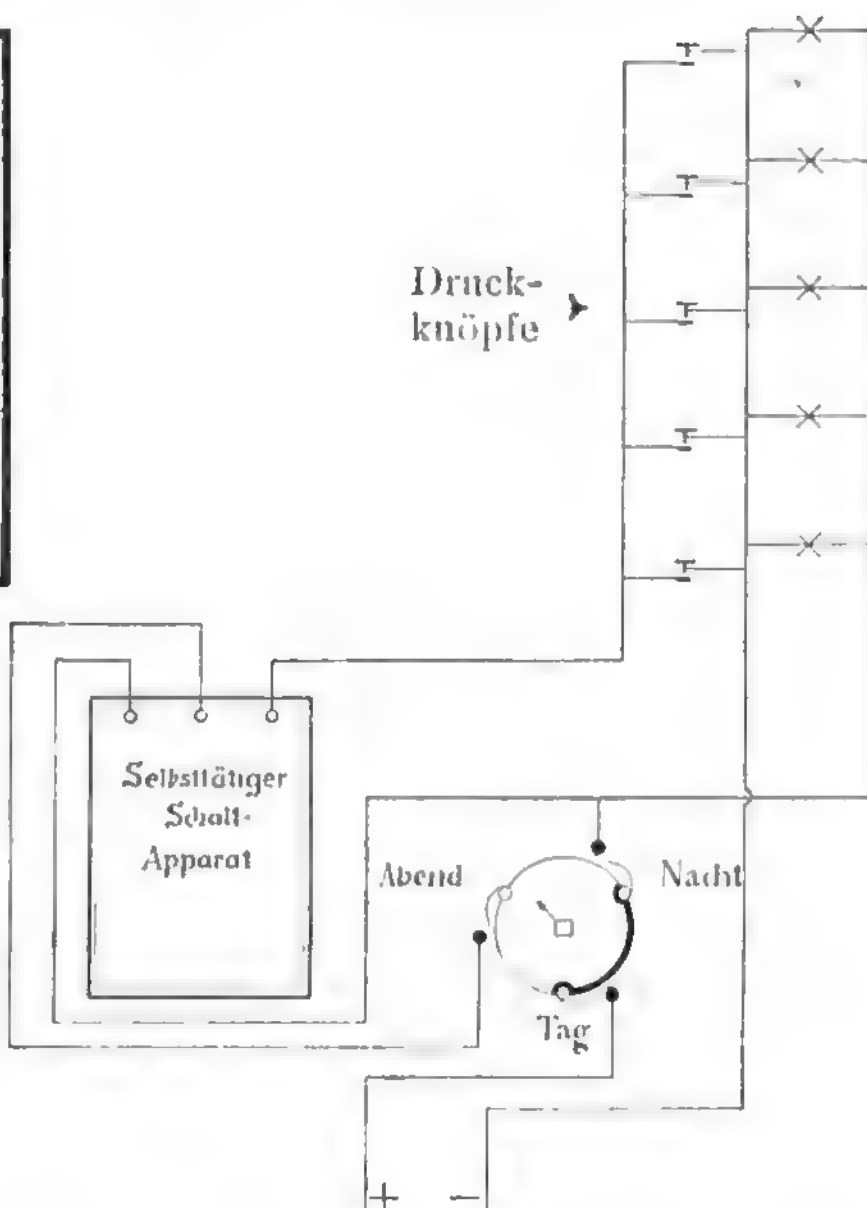 Druck-
knöpfe
Selbsttätiger
Schalt-
Apparat
Abend
Nacht
Tag
+ −